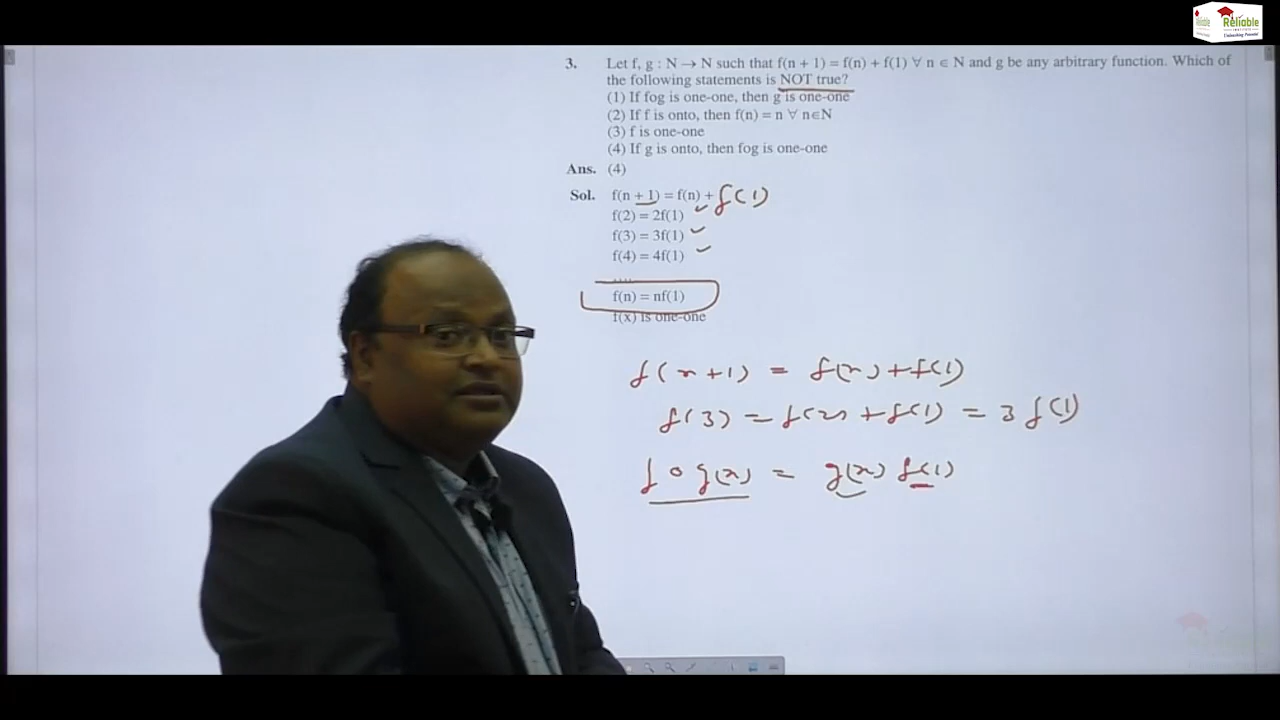 Reliable
INSTITUTE
Unleashing Potential
3. Let f, g : N → N such that f(n + 1) = f(n) + f(1) ∀ n ∈ N and g be any arbitrary function. Which of
the following statements is NOT true?
(1) If fog is one-one, then g is one-one
(2) If f is onto, then f(n) = n ∀ n∈N
(3) f is one-one
(4) If g is onto, then fog is one-one
Ans. (4)
Sol. f(n + 1) = f(n) + f(1)
f(2) = 2f(1)
f(3) = 3f(1)
f(4) = 4f(1)
....
f(n) = nf(1)
f(x) is one-one
f(x+1) = f(x)+f(1)
f(3) = f(2) + f(1) = 3 f(1)
f o g(x) = g(x) f(1)